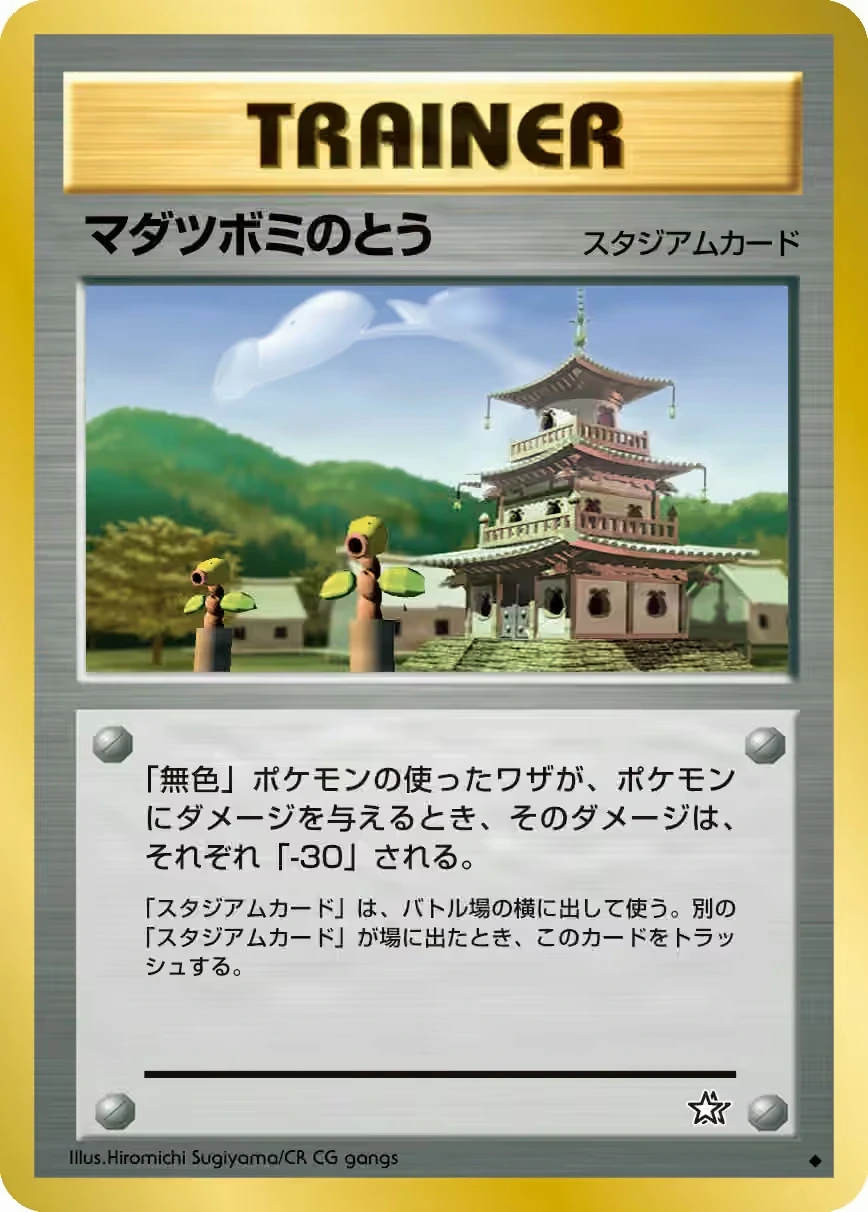 TRAINER
マダツボミのとう
スタジアムカード
「無色」ポケモンの使ったワザが、ポケモン
にダメージを与えるとき、そのダメージは、
それぞれ「-30」される。
「スタジアムカード」は、バトル場の横に出して使う。別の
「スタジアムカード」が場に出たとき、このカードをトラッ
シュする。
Illus.Hiromichi Sugiyama/CR CG gangs